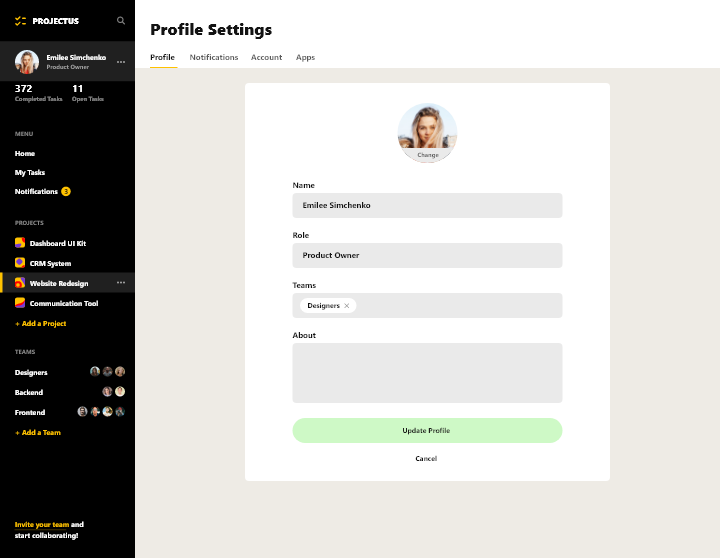 PROJECTUS
Emilee Simchenko
Product Owner
372
11
Completed Tasks
Open Tasks
MENU
Home
My Tasks
Notifications 3
PROJECTS
Dashboard UI Kit
CRM System
Website Redesign
Communication Tool
+ Add a Project
TEAMS
Designers
Backend
Frontend
+ Add a Team
Invite your team and
start collaborating!
Profile Settings
Profile Notifications Account Apps
Change
Name
Emilee Simchenko
Role
Product Owner
Teams
Designers
About
Update Profile
Cancel